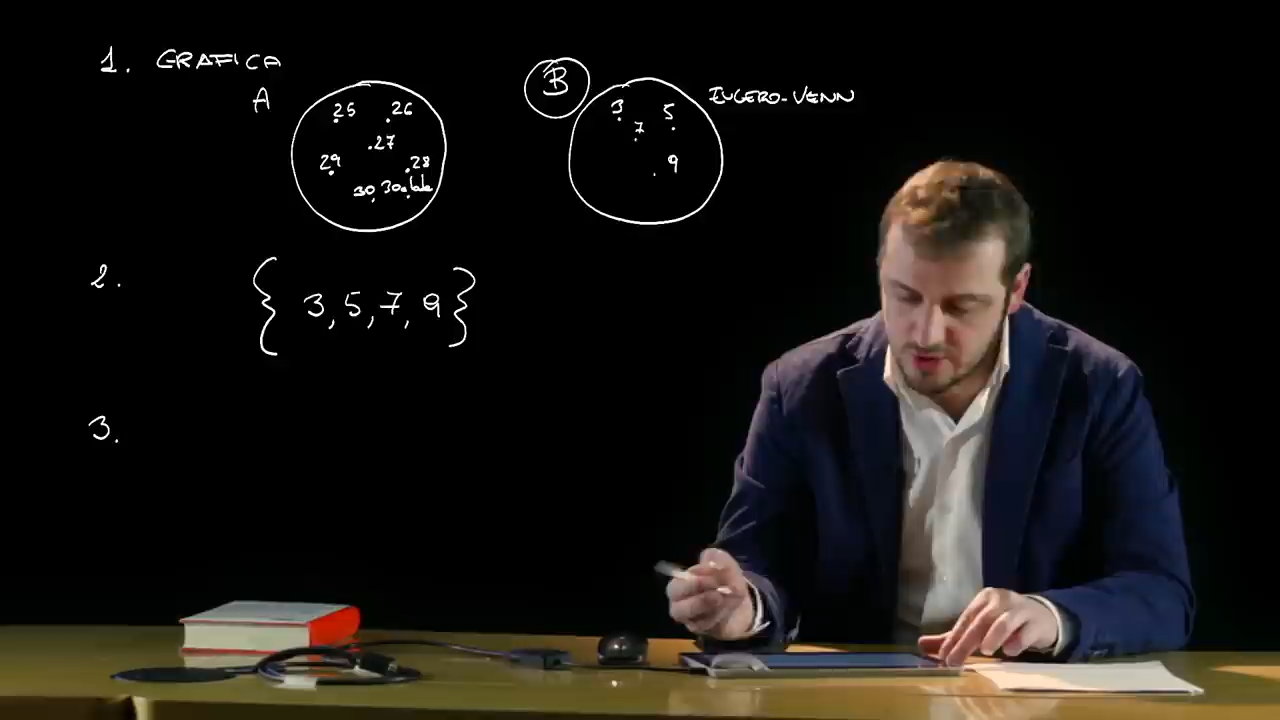 1. GRAFICA
A
25 26
27
29 28
30 30 e lode
B
EULERO-VENN
3 5
7
9
2. { 3, 5, 7, 9 }
3.